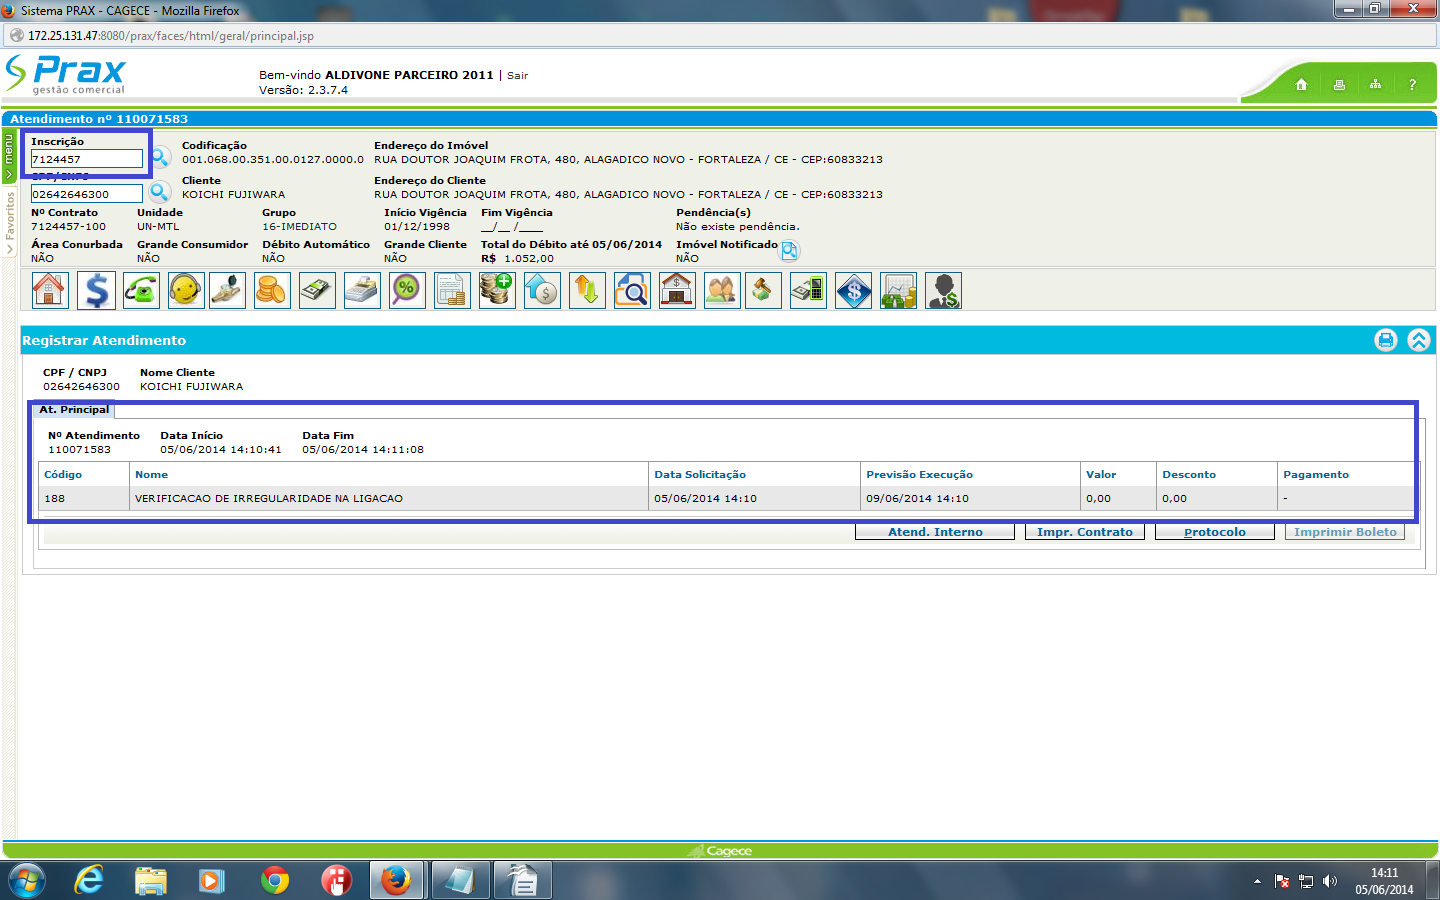 Sistema PRAX - CAGECE - Mozilla Firefox
172.25.131.47:8080/prax/faces/html/geral/principal.jsp
Prax
gestão comercial
Bem-vindo ALDIVONE PARCEIRO 2011 | Sair
Versão: 2.3.7.4
?
Atendimento nº 110071583
menu
Favoritos
Inscrição Codificação Endereço do Imóvel
7124457 001.068.00.351.00.0127.0000.0 RUA DOUTOR JOAQUIM FROTA, 480, ALAGADICO NOVO - FORTALEZA / CE - CEP:60833213
CPF/CNPJ Cliente Endereço do Cliente
02642646300 KOICHI FUJIWARA RUA DOUTOR JOAQUIM FROTA, 480, ALAGADICO NOVO - FORTALEZA / CE - CEP:60833213
Nº Contrato Unidade Grupo Início Vigência Fim Vigência Pendência(s)
7124457-100 UN-MTL 16-IMEDIATO 01/12/1998 __/__ /____ Não existe pendência.
Área Conurbada Grande Consumidor Débito Automático Grande Cliente Total do Débito até 05/06/2014 Imóvel Notificado
NÃO NÃO NÃO NÃO R$ 1.052,00 NÃO
Registrar Atendimento
CPF / CNPJ Nome Cliente
02642646300 KOICHI FUJIWARA
At. Principal
Nº Atendimento Data Início Data Fim
110071583 05/06/2014 14:10:41 05/06/2014 14:11:08
Código Nome Data Solicitação Previsão Execução Valor Desconto Pagamento
188 VERIFICACAO DE IRREGULARIDADE NA LIGACAO 05/06/2014 14:10 09/06/2014 14:10 0,00 0,00 -
Atend. Interno Impr. Contrato Protocolo Imprimir Boleto
Cagece
14:11
05/06/2014